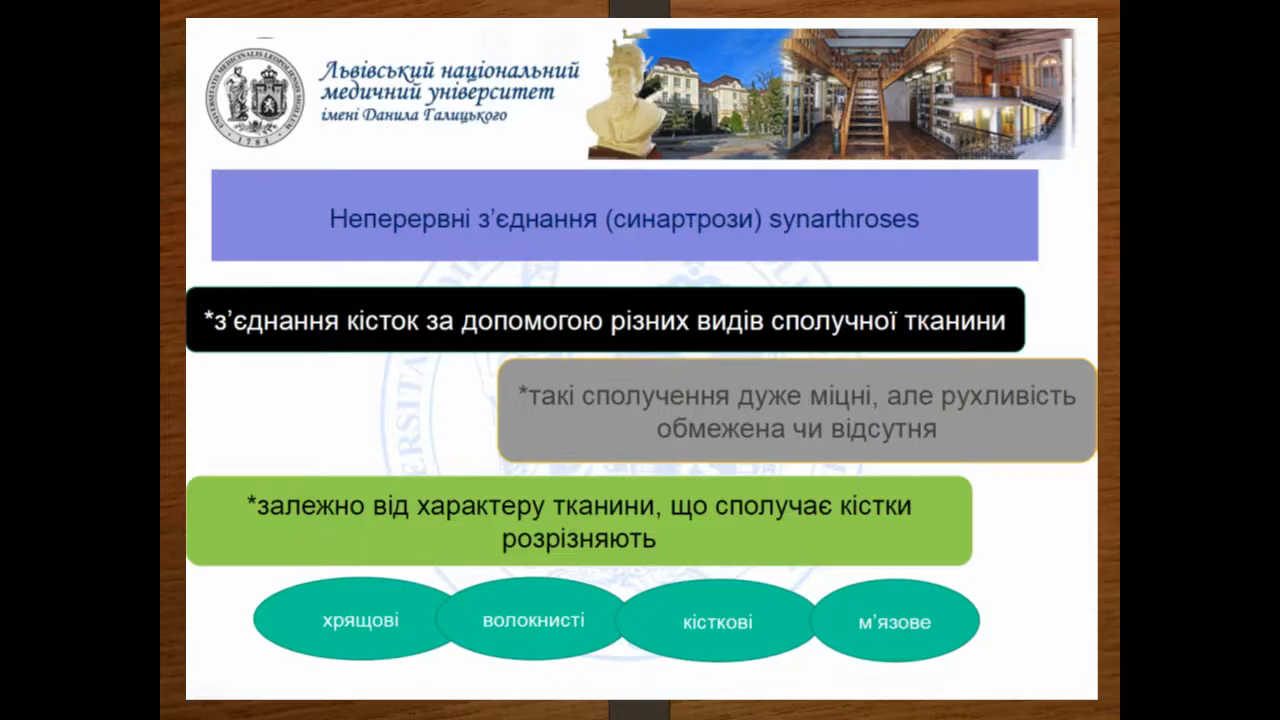 Львівський національний
медичний університет
імені Данила Галицького
1784
Неперервні з’єднання (синартрози) synarthroses
*з’єднання кісток за допомогою різних видів сполучної тканини
*такі сполучення дуже міцні, але рухливість
обмежена чи відсутня
*залежно від характеру тканини, що сполучає кістки
розрізняють
хрящові
волокнисті
кісткові
м’язове